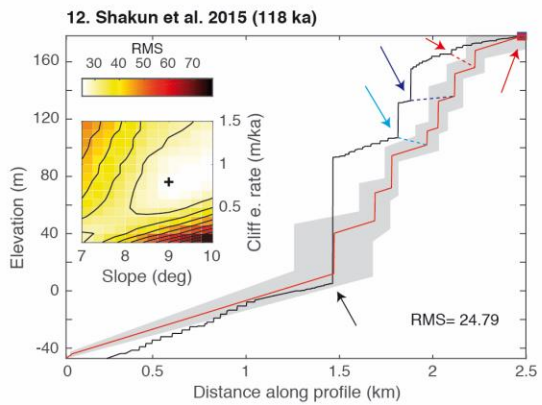 12. Shakun et al. 2015 (118 ka)
RMS
30 40 50 60 70
160
120
80
40
0
-40
Elevation (m)
1.5
1
0.5
Cliff e. rate (m/ka)
7 8 9 10
Slope (deg)
RMS= 24.79
0 0.5 1 1.5 2 2.5
Distance along profile (km)